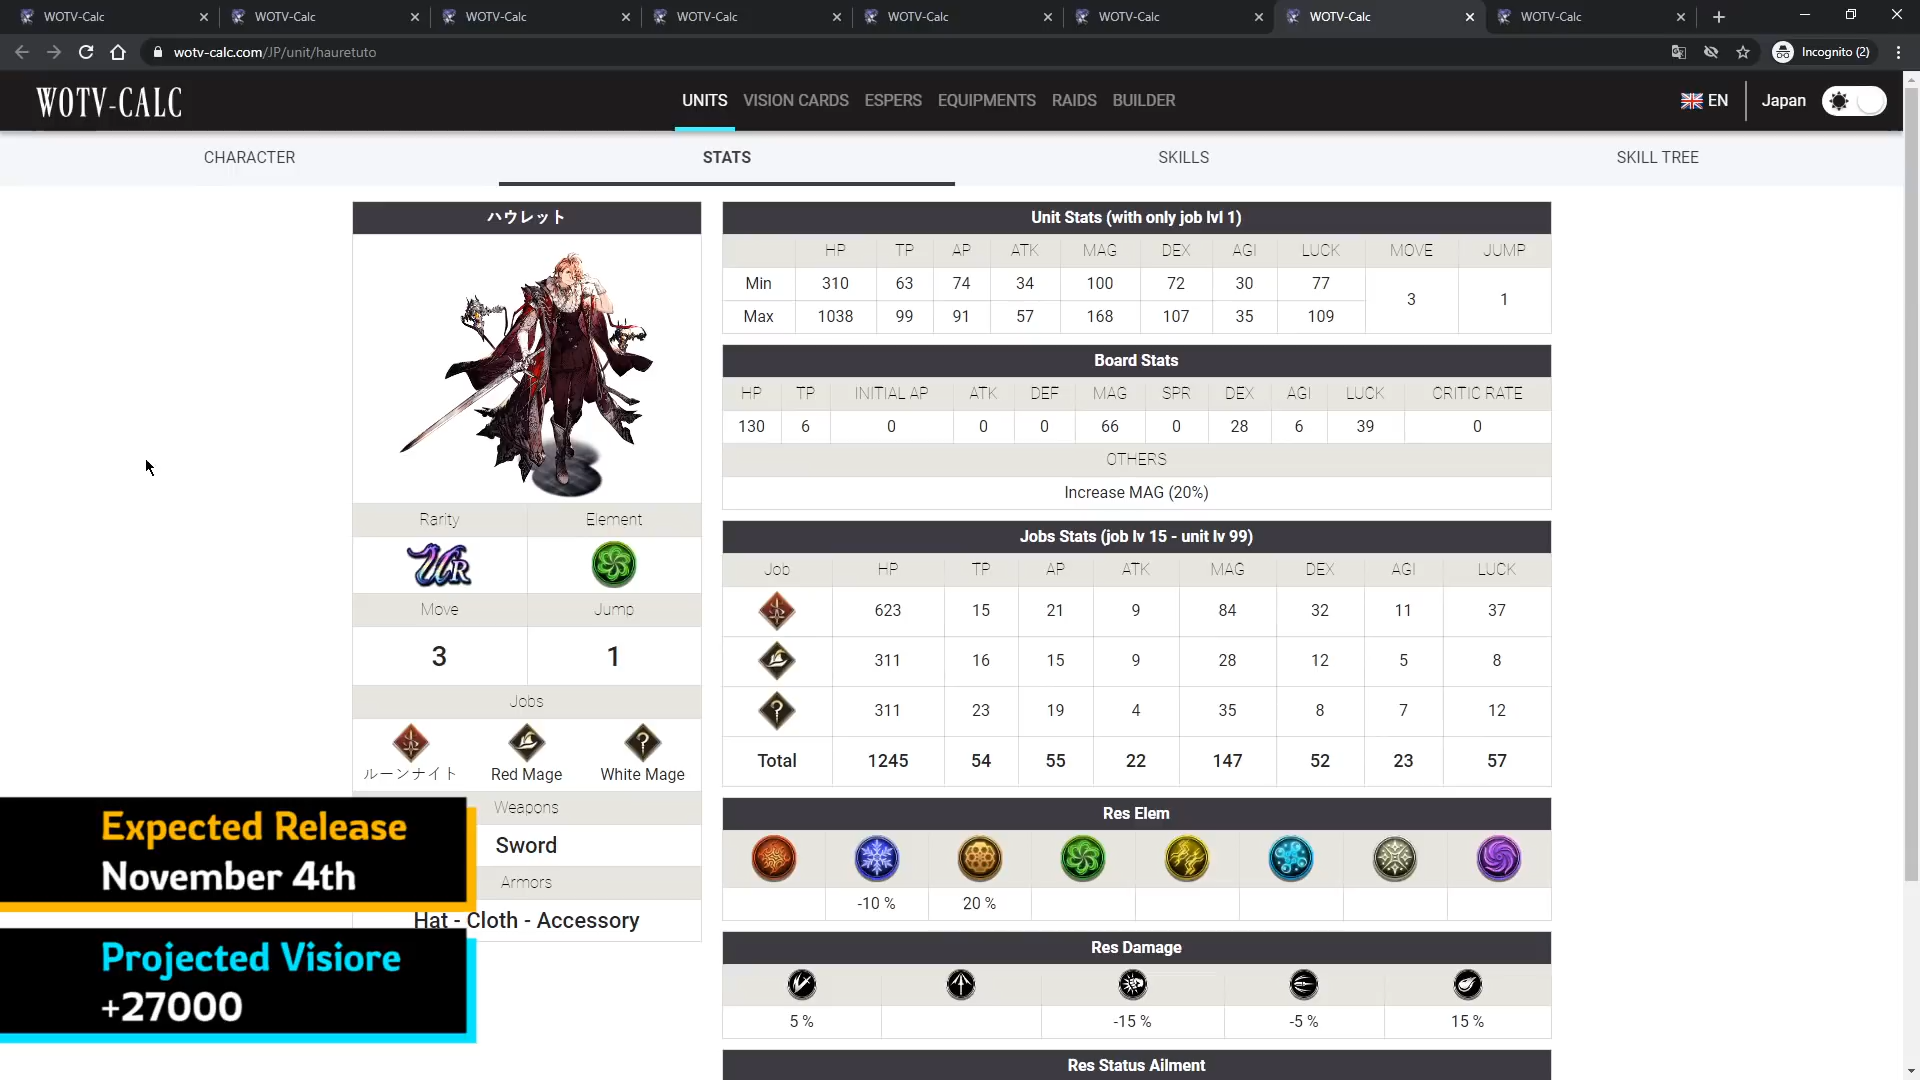 WOTV-Calc WOTV-Calc WOTV-Calc WOTV-Calc WOTV-Calc WOTV-Calc WOTV-Calc WOTV-Calc
wotv-calc.com/JP/unit/hauretuto Incognito (2)
WOTV-CALC UNITS VISION CARDS ESPERS EQUIPMENTS RAIDS BUILDER EN Japan
CHARACTER STATS SKILLS SKILL TREE
ハウレット
Rarity Element
UR
Move Jump
3 1
Jobs
ルーンナイト Red Mage White Mage
Weapons
Sword
Armors
Hat - Cloth - Accessory
Unit Stats (with only job lvl 1)
HP TP AP ATK MAG DEX AGI LUCK MOVE JUMP
Min 310 63 74 34 100 72 30 77 3 1
Max 1038 99 91 57 168 107 35 109
Board Stats
HP TP INITIAL AP ATK DEF MAG SPR DEX AGI LUCK CRITIC RATE
130 6 0 0 0 66 0 28 6 39 0
OTHERS
Increase MAG (20%)
Jobs Stats (job lv 15 - unit lv 99)
Job HP TP AP ATK MAG DEX AGI LUCK
623 15 21 9 84 32 11 37
311 16 15 9 28 12 5 8
311 23 19 4 35 8 7 12
Total 1245 54 55 22 147 52 23 57
Res Elem
-10 % 20 %
Res Damage
5 % -15 % -5 % 15 %
Res Status Ailment
Expected Release
November 4th
Projected Visiore
+27000